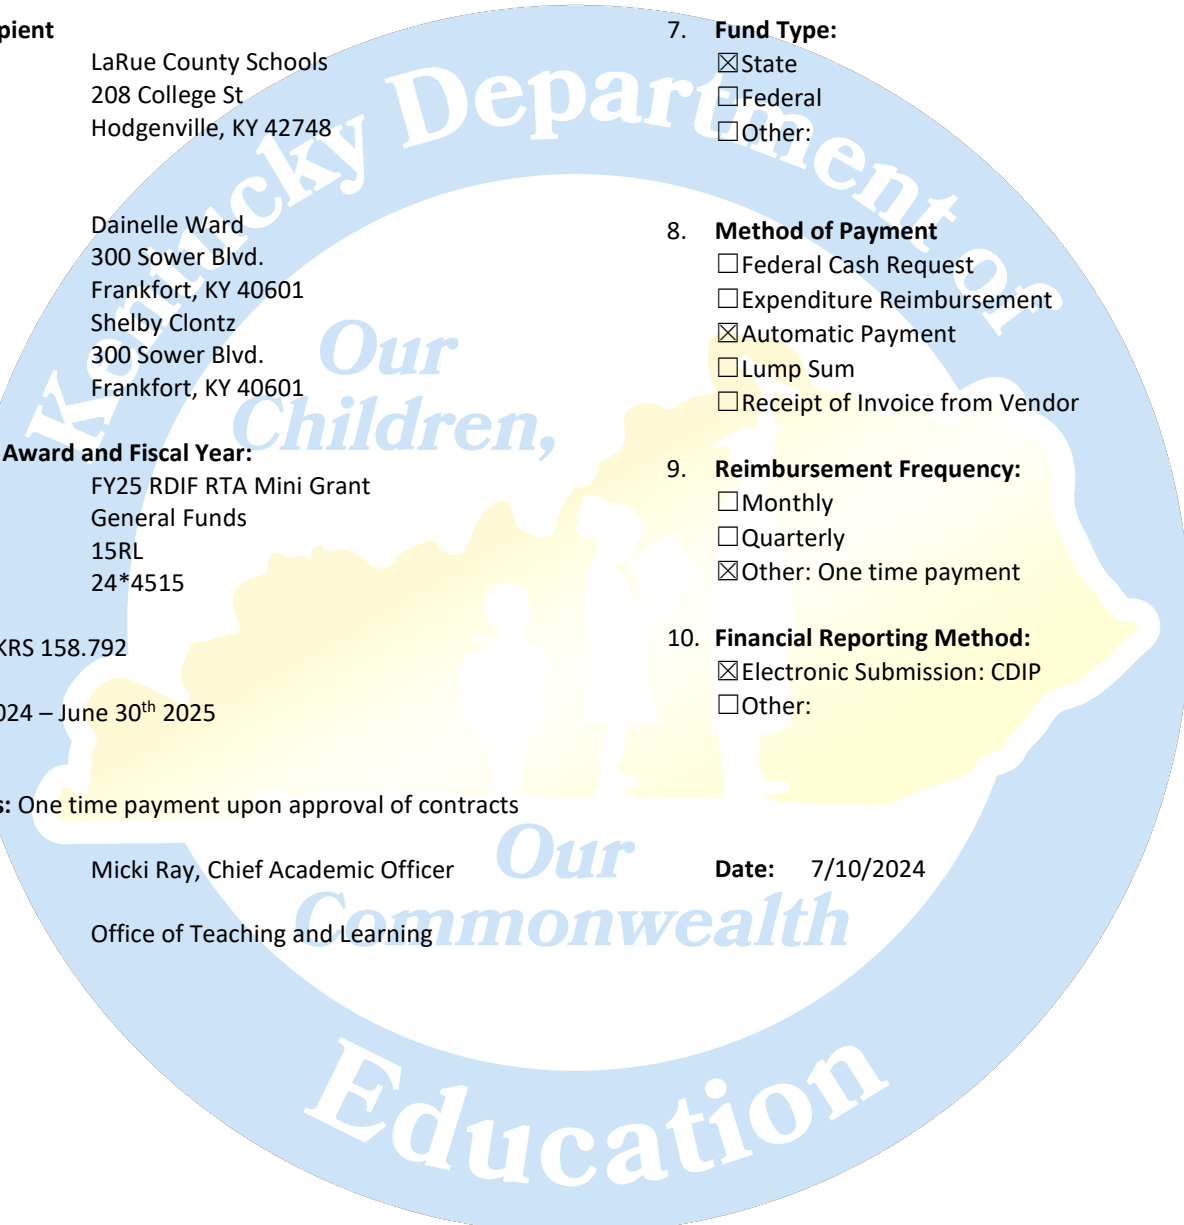 pient
LaRue County Schools
208 College St
Hodgenville, KY 42748
Dainelle Ward
300 Sower Blvd.
Frankfort, KY 40601
Shelby Clontz
300 Sower Blvd.
Frankfort, KY 40601
Award and Fiscal Year:
FY25 RDIF RTA Mini Grant
General Funds
15RL
24*4515
KRS 158.792
024 – June 30th 2025
s: One time payment upon approval of contracts
Micki Ray, Chief Academic Officer
Office of Teaching and Learning
7. Fund Type:
☒State
☐Federal
☐Other:
8. Method of Payment
☐Federal Cash Request
☐Expenditure Reimbursement
☒Automatic Payment
☐Lump Sum
☐Receipt of Invoice from Vendor
9. Reimbursement Frequency:
☐Monthly
☐Quarterly
☒Other: One time payment
10. Financial Reporting Method:
☒Electronic Submission: CDIP
☐Other:
Date: 7/10/2024
Kentucky Department of
Education
Our
Children,
Our
Commonwealth